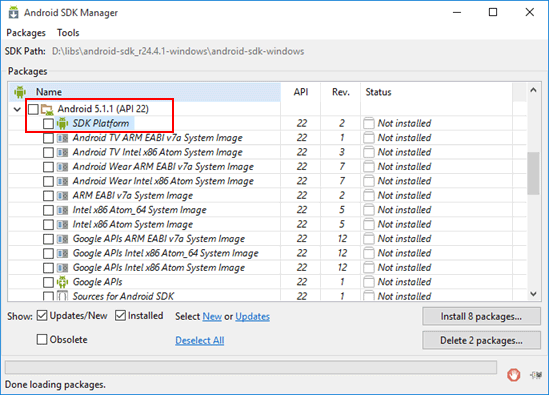 Android SDK Manager
Packages Tools
SDK Path: D:\libs\android-sdk_r24.4.1-windows\android-sdk-windows
Packages
Name API Rev. Status
Android 5.1.1 (API 22)
SDK Platform 22 2 Not installed
Android TV ARM EABI v7a System Image 22 1 Not installed
Android TV Intel x86 Atom System Image 22 3 Not installed
Android Wear ARM EABI v7a System Image 22 7 Not installed
Android Wear Intel x86 Atom System Image 22 7 Not installed
ARM EABI v7a System Image 22 2 Not installed
Intel x86 Atom_64 System Image 22 5 Not installed
Intel x86 Atom System Image 22 5 Not installed
Google APIs ARM EABI v7a System Image 22 12 Not installed
Google APIs Intel x86 Atom_64 System Image 22 12 Not installed
Google APIs Intel x86 Atom System Image 22 12 Not installed
Google APIs 22 1 Not installed
Sources for Android SDK 22 1 Not installed
Show: Updates/New Installed Select New or Updates Install 8 packages...
Obsolete Deselect All Delete 2 packages...
Done loading packages.